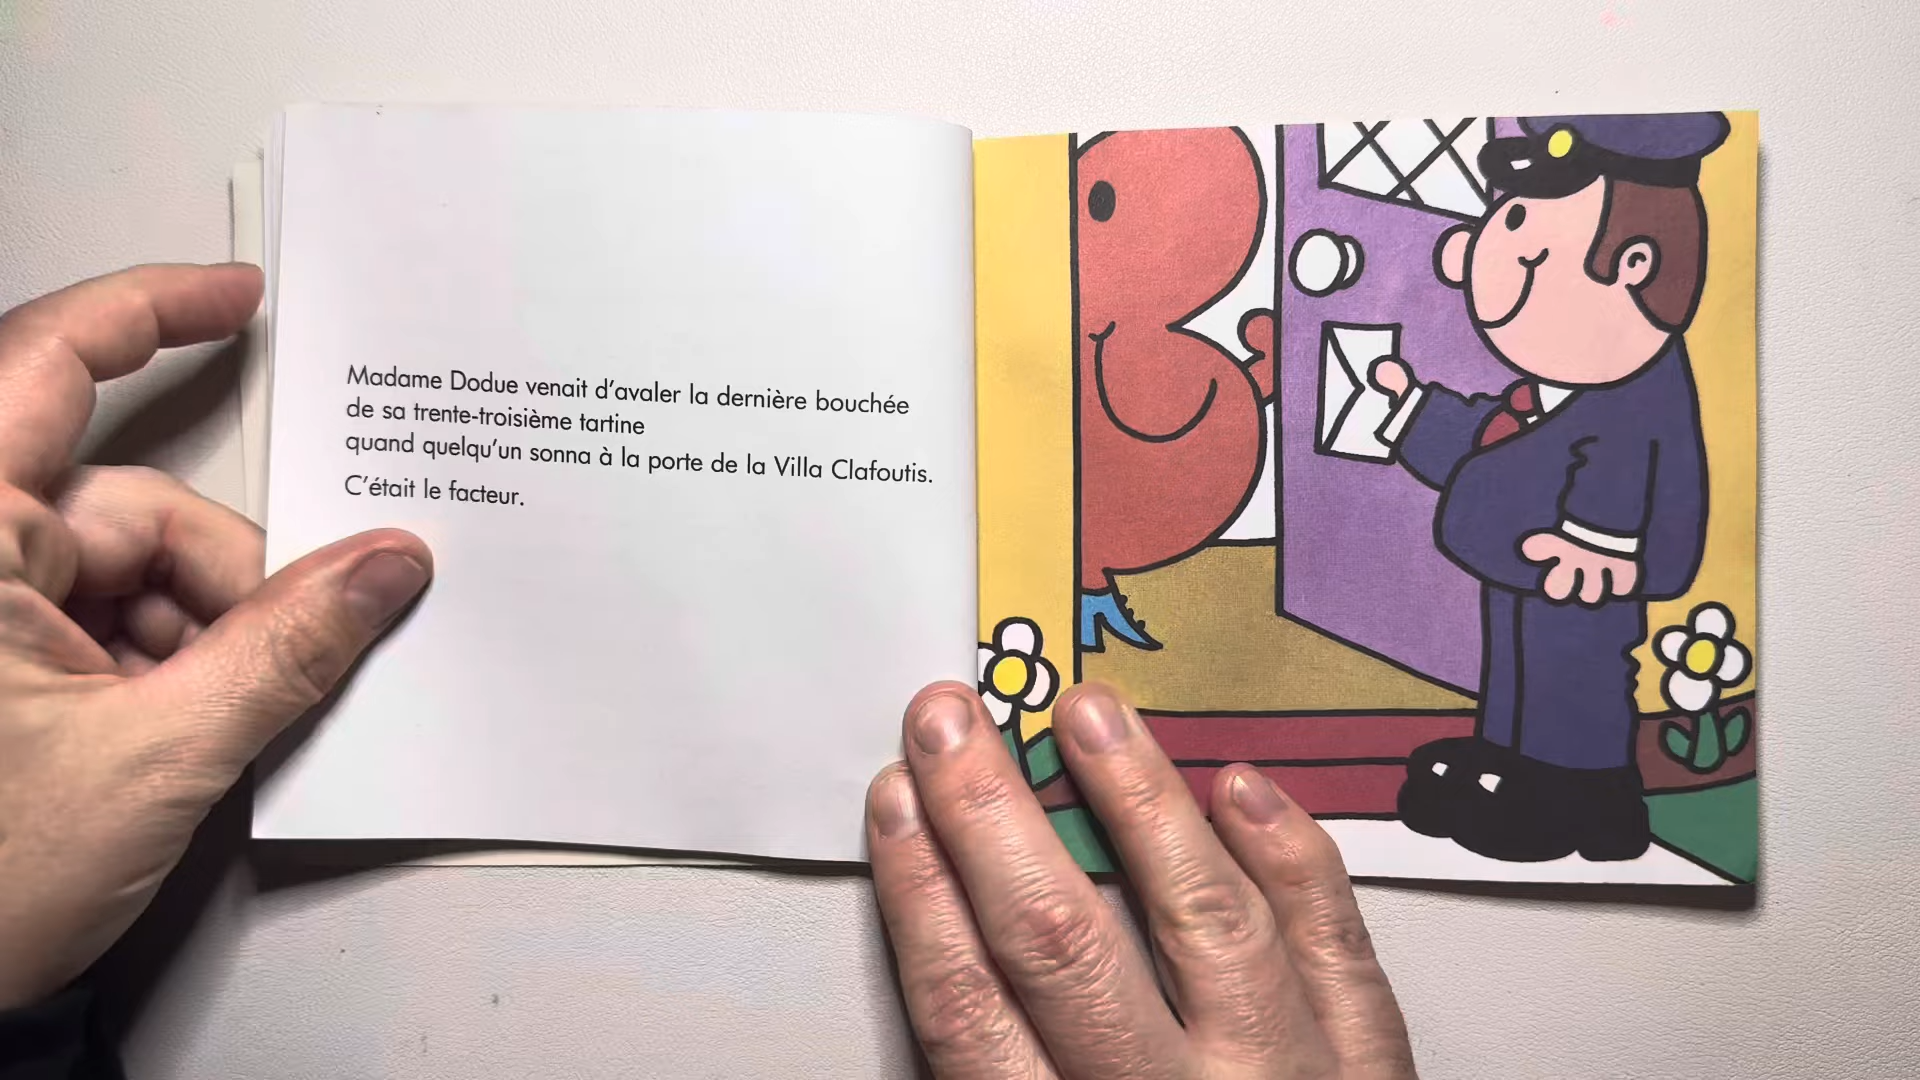 Madame Dodue venait d'avaler la dernière bouchée
de sa trente-troisième tartine
quand quelqu'un sonna à la porte de la Villa Clafoutis.
C'était le facteur.